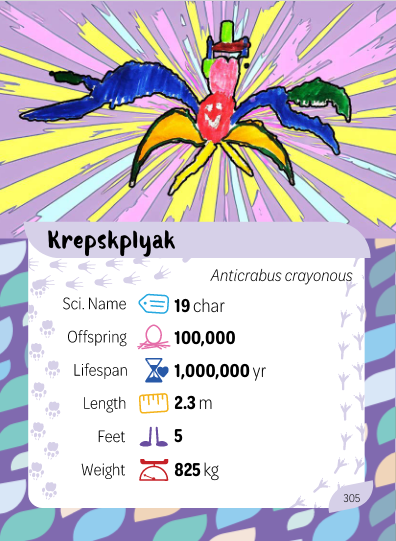 Krepskplyak
Anticrabus crayonous
Sci. Name 19 char
Offspring 100,000
Lifespan 1,000,000 yr
Length 2.3 m
Feet 5
Weight 825 kg
305